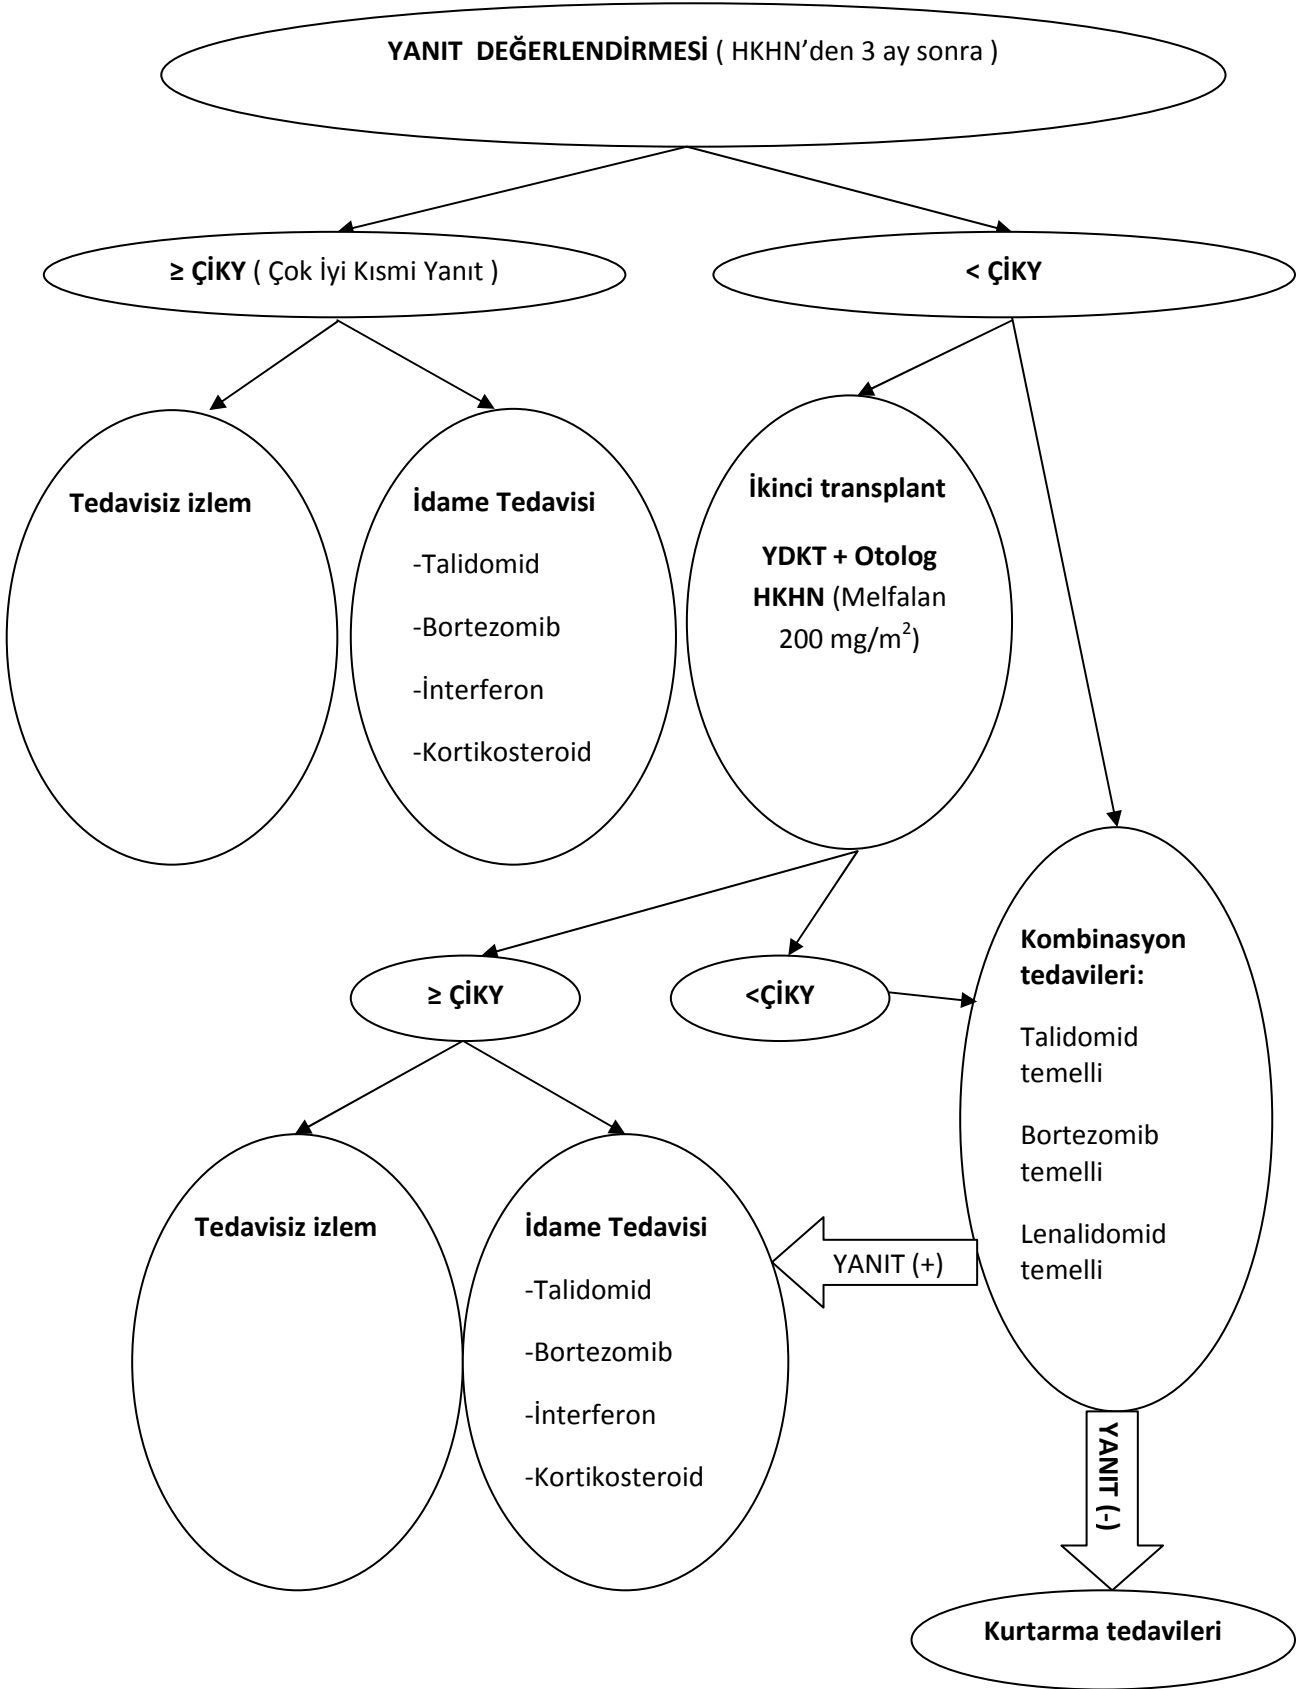 YANIT DEĞERLENDİRMESİ ( HKHN’den 3 ay sonra )
≥ ÇİKY ( Çok İyi Kısmi Yanıt )
< ÇİKY
Tedavisiz izlem
İdame Tedavisi
-Talidomid
-Bortezomib
-İnterferon
-Kortikosteroid
İkinci transplant
YDKT + Otolog
HKHN (Melfalan
200 mg/m²)
≥ ÇİKY
<ÇİKY
Kombinasyon
tedavileri:
Talidomid
temelli
Bortezomib
temelli
Lenalidomid
temelli
Tedavisiz izlem
İdame Tedavisi
-Talidomid
-Bortezomib
-İnterferon
-Kortikosteroid
YANIT (+)
YANIT (-)
Kurtarma tedavileri